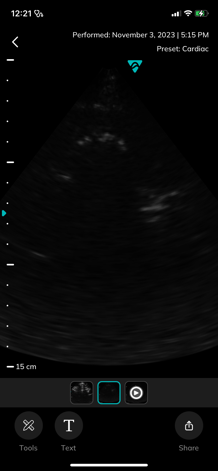 12:21
Performed: November 3, 2023 | 5:15 PM
Preset: Cardiac
15 cm
Tools
Text
Share